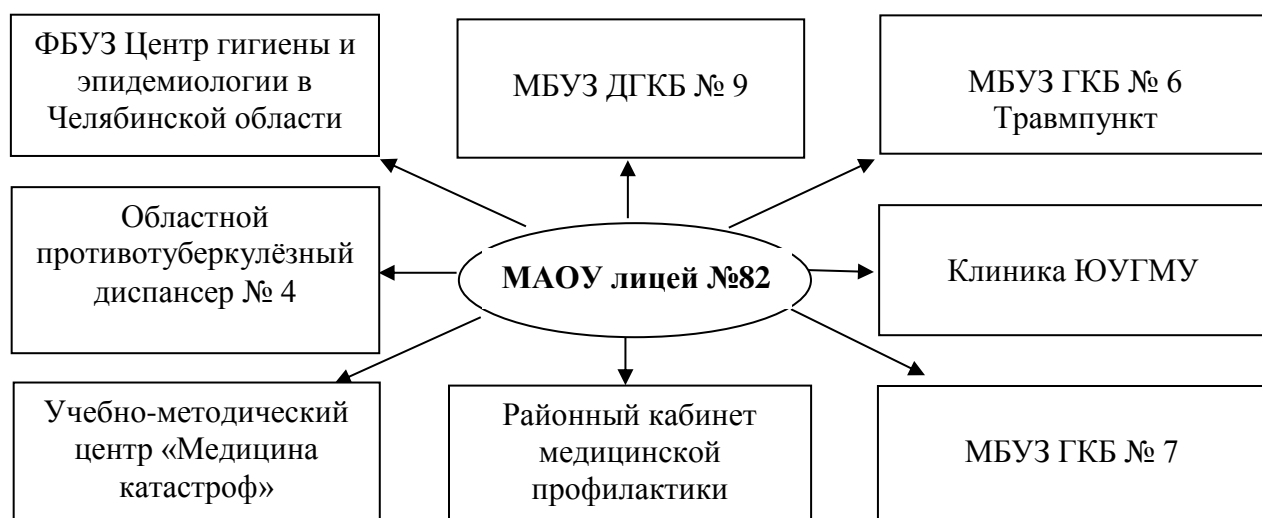 ФБУЗ Центр гигиены и
эпидемиологии в
Челябинской области
МБУЗ ДГКБ № 9
МБУЗ ГКБ № 6
Травмпункт
Областной
противотуберкулёзный
диспансер № 4
МАОУ лицей №82
Клиника ЮУГМУ
Учебно-методический
центр «Медицина
катастроф»
Районный кабинет
медицинской
профилактики
МБУЗ ГКБ № 7